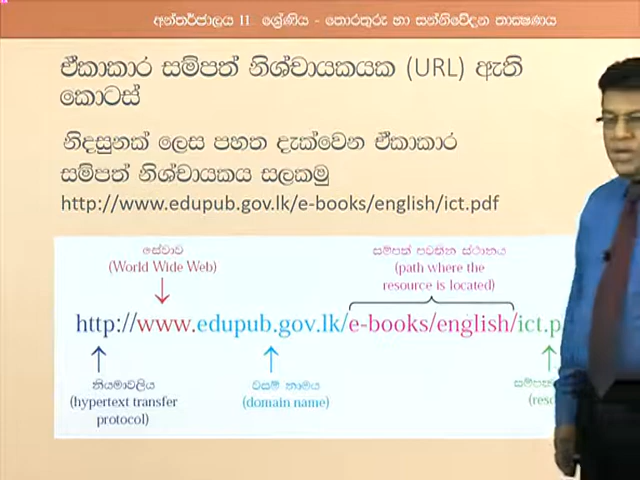 අන්තර්ජාලය 11 ශ්‍රේණිය - තොරතුරු හා සන්නිවේදන තාක්ෂණය
ඒකාකාර සම්පත් නිශ්චායකයක (URL) ඇති
කොටස්
නිදසුනක් ලෙස පහත දැක්වෙන ඒකාකාර
සම්පත් නිශ්චායකය සලකමු
http://www.edupub.gov.lk/e-books/english/ict.pdf
සේවාව
(World Wide Web)
සම්පත් පවතින ස්ථානය
(path where the
resource is located)
http://www.edupub.gov.lk/e-books/english/ict.p
නියමාවලිය
(hypertext transfer
protocol)
වසම් නාමය
(domain name)